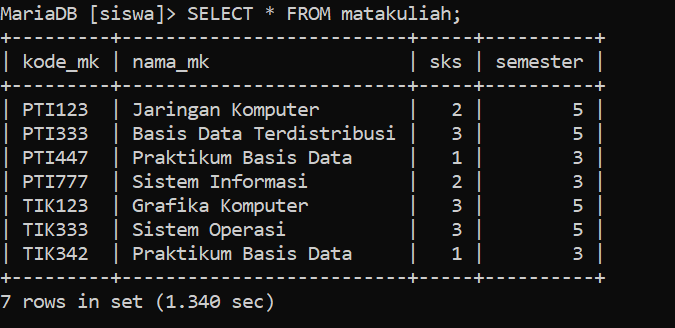 MariaDB [siswa]> SELECT * FROM matakuliah;
+---------+-------------------------+-----+----------+
| kode_mk | nama_mk                 | sks | semester |
+---------+-------------------------+-----+----------+
| PTI123  | Jaringan Komputer       |   2 |        5 |
| PTI333  | Basis Data Terdistribusi |   3 |        5 |
| PTI447  | Praktikum Basis Data    |   1 |        3 |
| PTI777  | Sistem Informasi        |   2 |        3 |
| TIK123  | Grafika Komputer        |   3 |        5 |
| TIK333  | Sistem Operasi          |   3 |        5 |
| TIK342  | Praktikum Basis Data    |   1 |        3 |
+---------+-------------------------+-----+----------+
7 rows in set (1.340 sec)